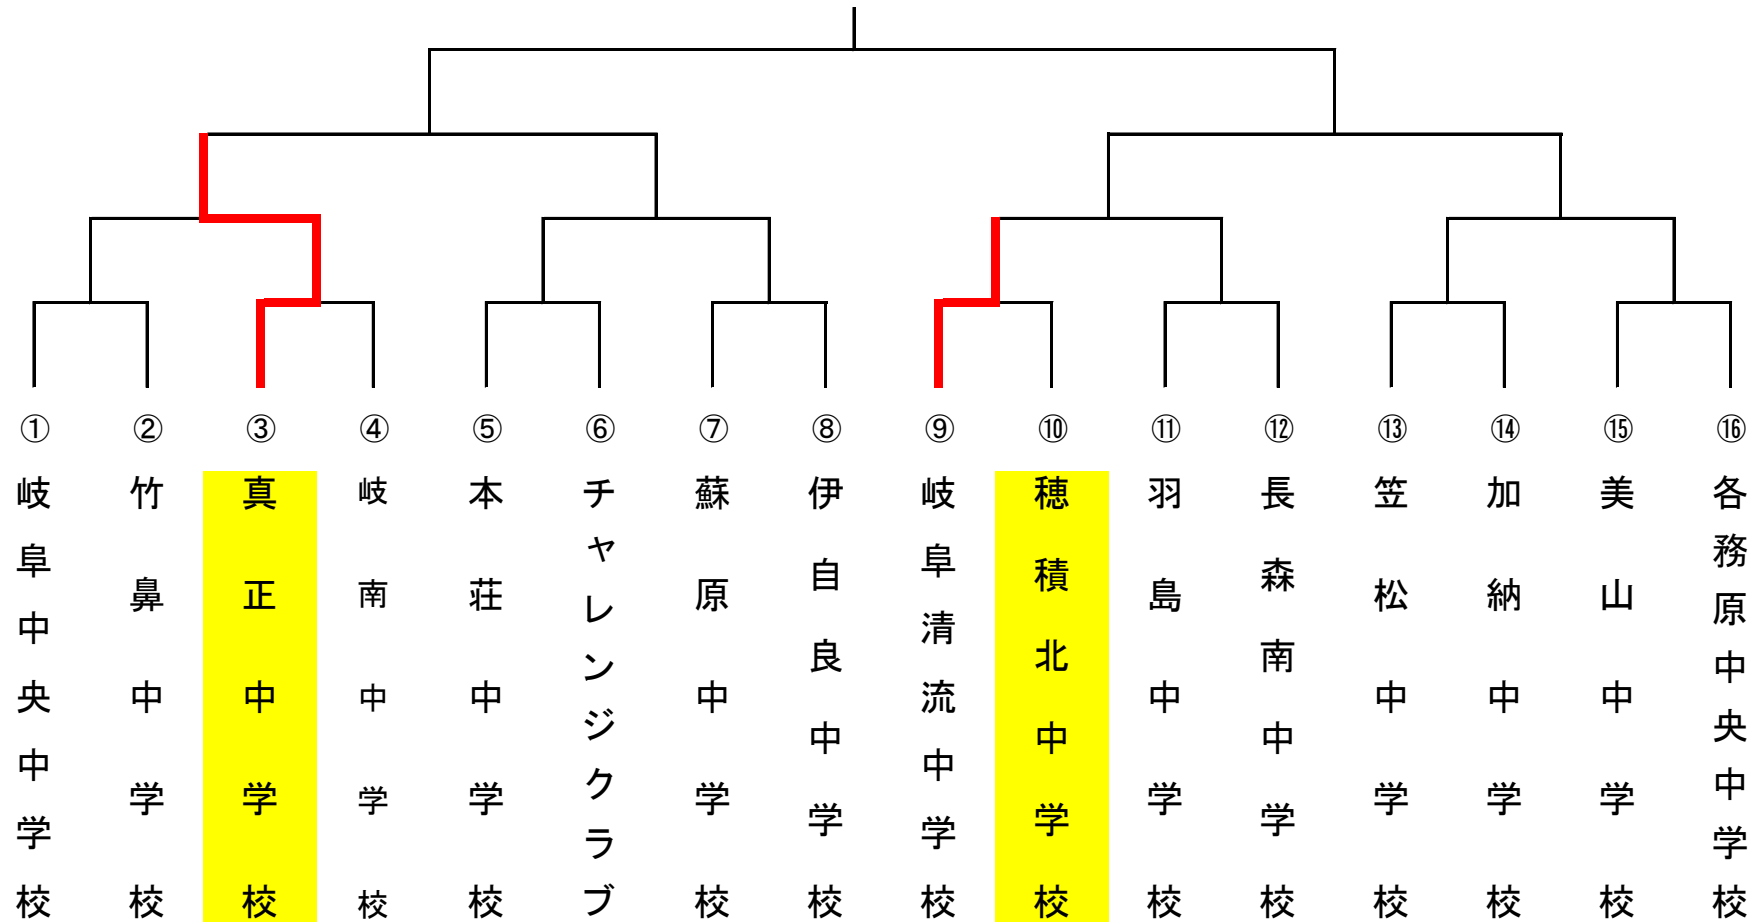 ① ② ③ ④ ⑤ ⑥ ⑦ ⑧ ⑨ ⑩ ⑪ ⑫ ⑬ ⑭ ⑮ ⑯
岐阜中央中学校
竹鼻中学校
真正中学校
岐南中学校
本荘中学校
チャレンジクラブ
蘇原中学校
伊自良中学校
岐阜清流中学校
穂積北中学校
羽島中学校
長森南中学校
笠松中学校
加納中学校
美山中学校
各務原中央中学校